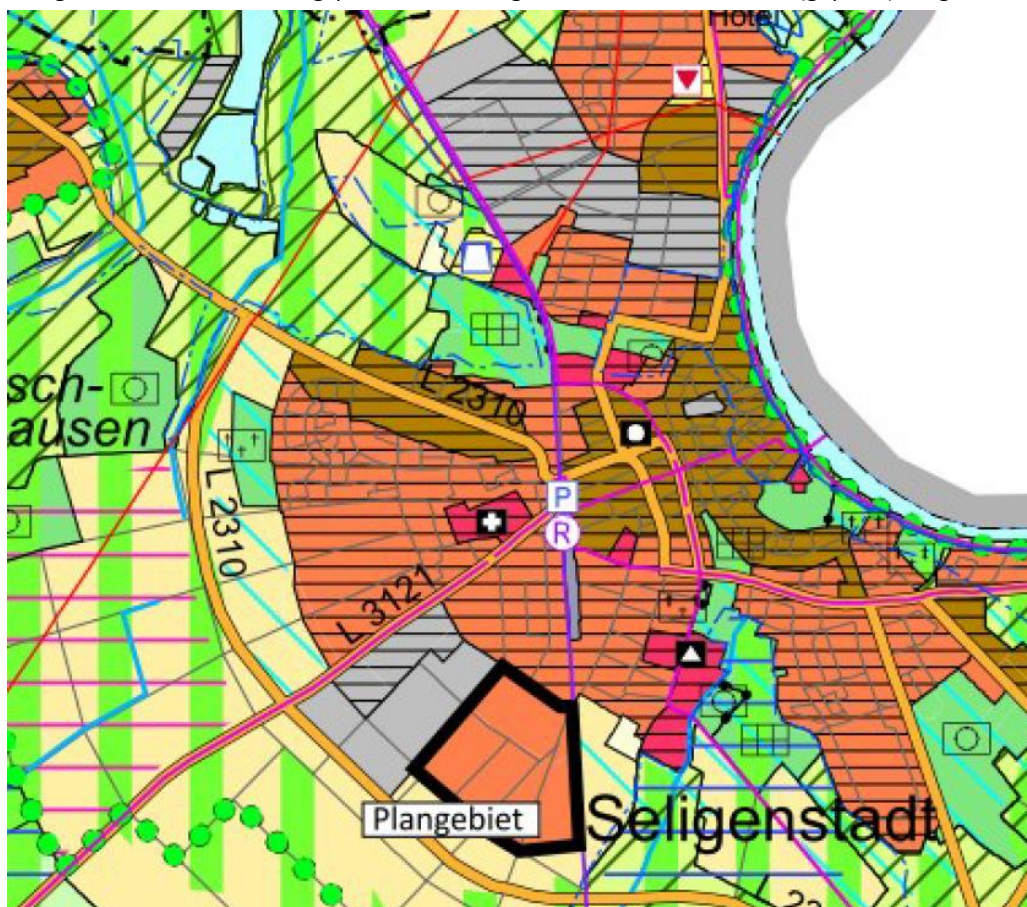 Hotel
L 2310
sch-
ausen
P
R
L 2310
L 3121
Plangebiet
Seligenstadt